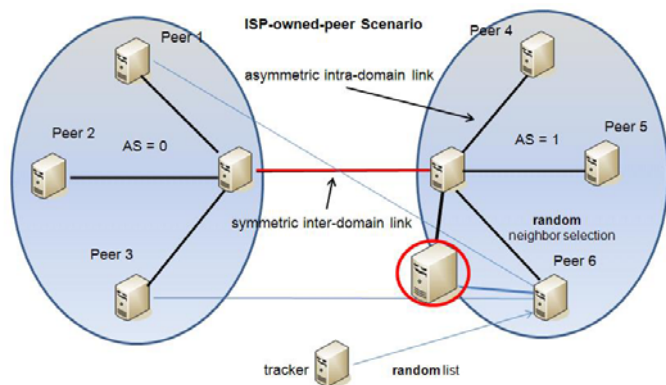 ISP-owned-peer Scenario
Peer 1
Peer 4
asymmetric intra-domain link
Peer 2
AS = 0
AS = 1
Peer 5
symmetric inter-domain link
random
neighbor selection
Peer 3
Peer 6
tracker
random list